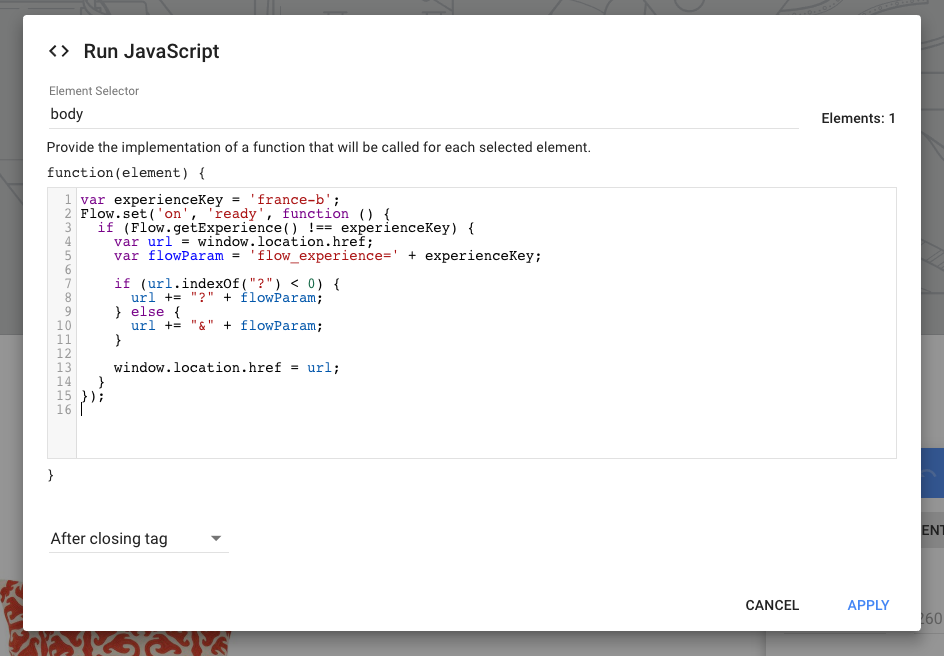 <> Run JavaScript
Element Selector
body
Elements: 1
Provide the implementation of a function that will be called for each selected element.
function(element) {
1 var experienceKey = 'france-b';
2 Flow.set('on', 'ready', function () {
3   if (Flow.getExperience() !== experienceKey) {
4     var url = window.location.href;
5     var flowParam = 'flow_experience=' + experienceKey;
6
7     if (url.indexOf("?") < 0) {
8       url += "?" + flowParam;
9     } else {
10       url += "&" + flowParam;
11     }
12
13     window.location.href = url;
14   }
15 });
16
}
After closing tag
CANCEL
APPLY
ENT
260